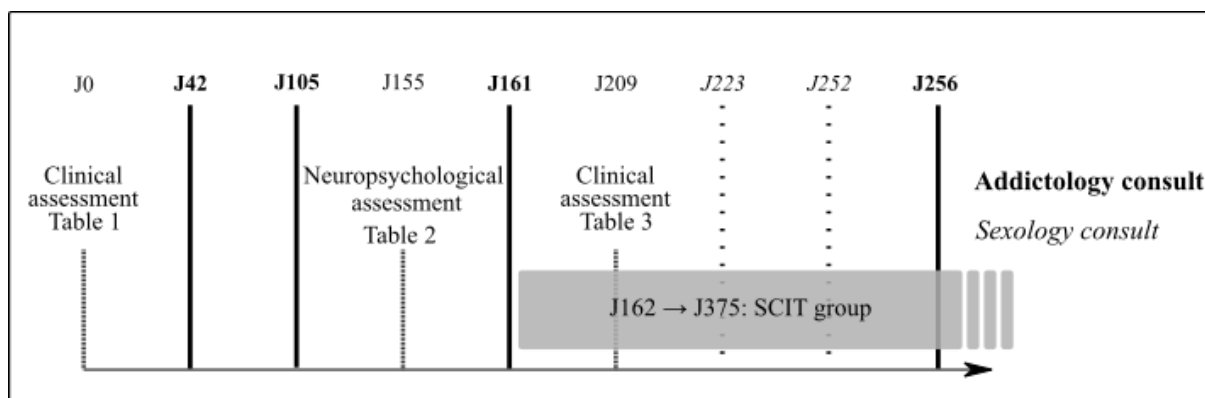 J0 J42 J105 J155 J161 J209 J223 J252 J256
Clinical
assessment
Table 1
Neuropsychological
assessment
Table 2
Clinical
assessment
Table 3
Addictology consult
Sexology consult
J162 → J375: SCIT group